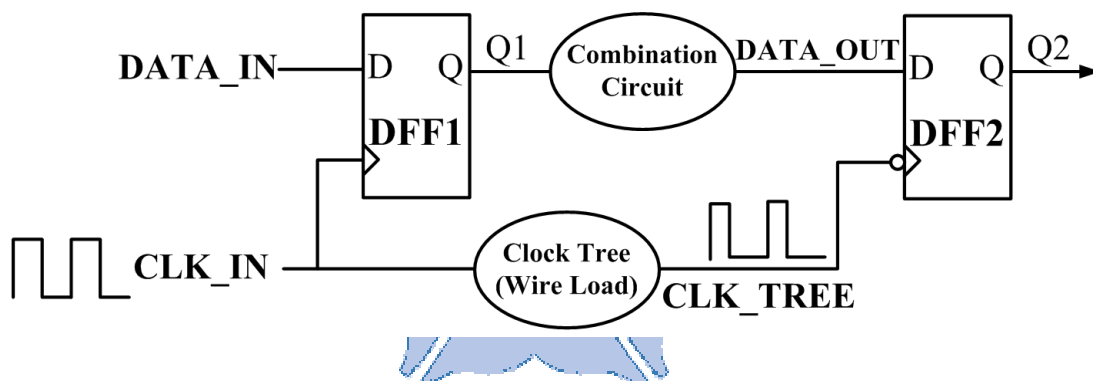 DATA_IN
D
Q
DFF1
Q1
Combination
Circuit
DATA_OUT
D
Q
DFF2
Q2
CLK_IN
Clock Tree
(Wire Load)
CLK_TREE